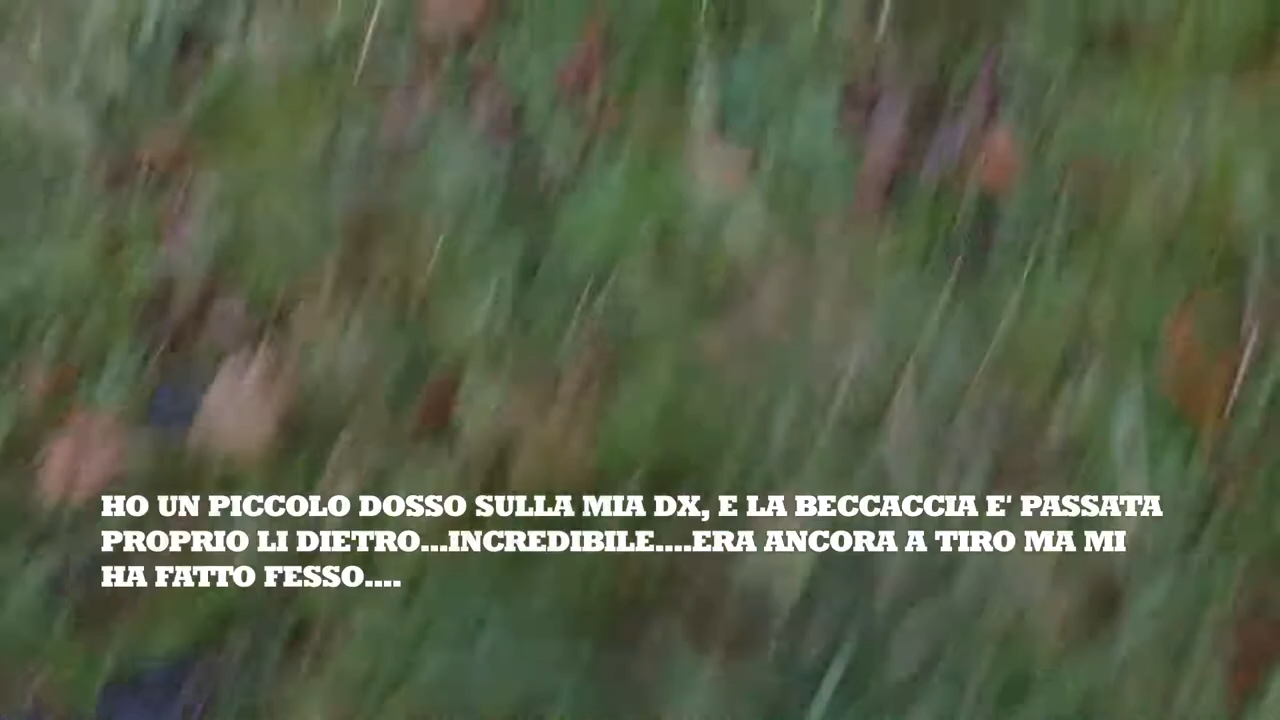 HO UN PICCOLO DOSSO SULLA MIA DX, E LA BECCACCIA E' PASSATA
PROPRIO LI DIETRO...INCREDIBILE....ERA ANCORA A TIRO MA MI
HA FATTO FESSO....